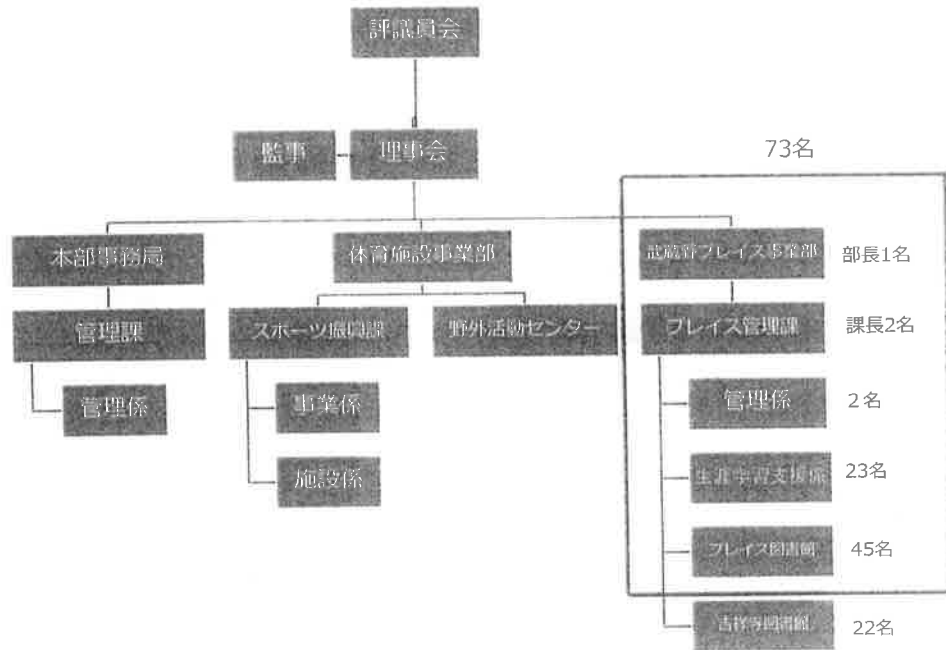 評議員会
監事
理事会
73名
本部事務局
体育施設事業部
武蔵野プレイス事業部
部長1名
管理課
スポーツ振興課
野外活動センター
プレイス管理課
課長2名
管理係
事業係
管理係
2名
施設係
生涯学習支援係
23名
プレイス図書館
45名
吉祥寺図書館
22名